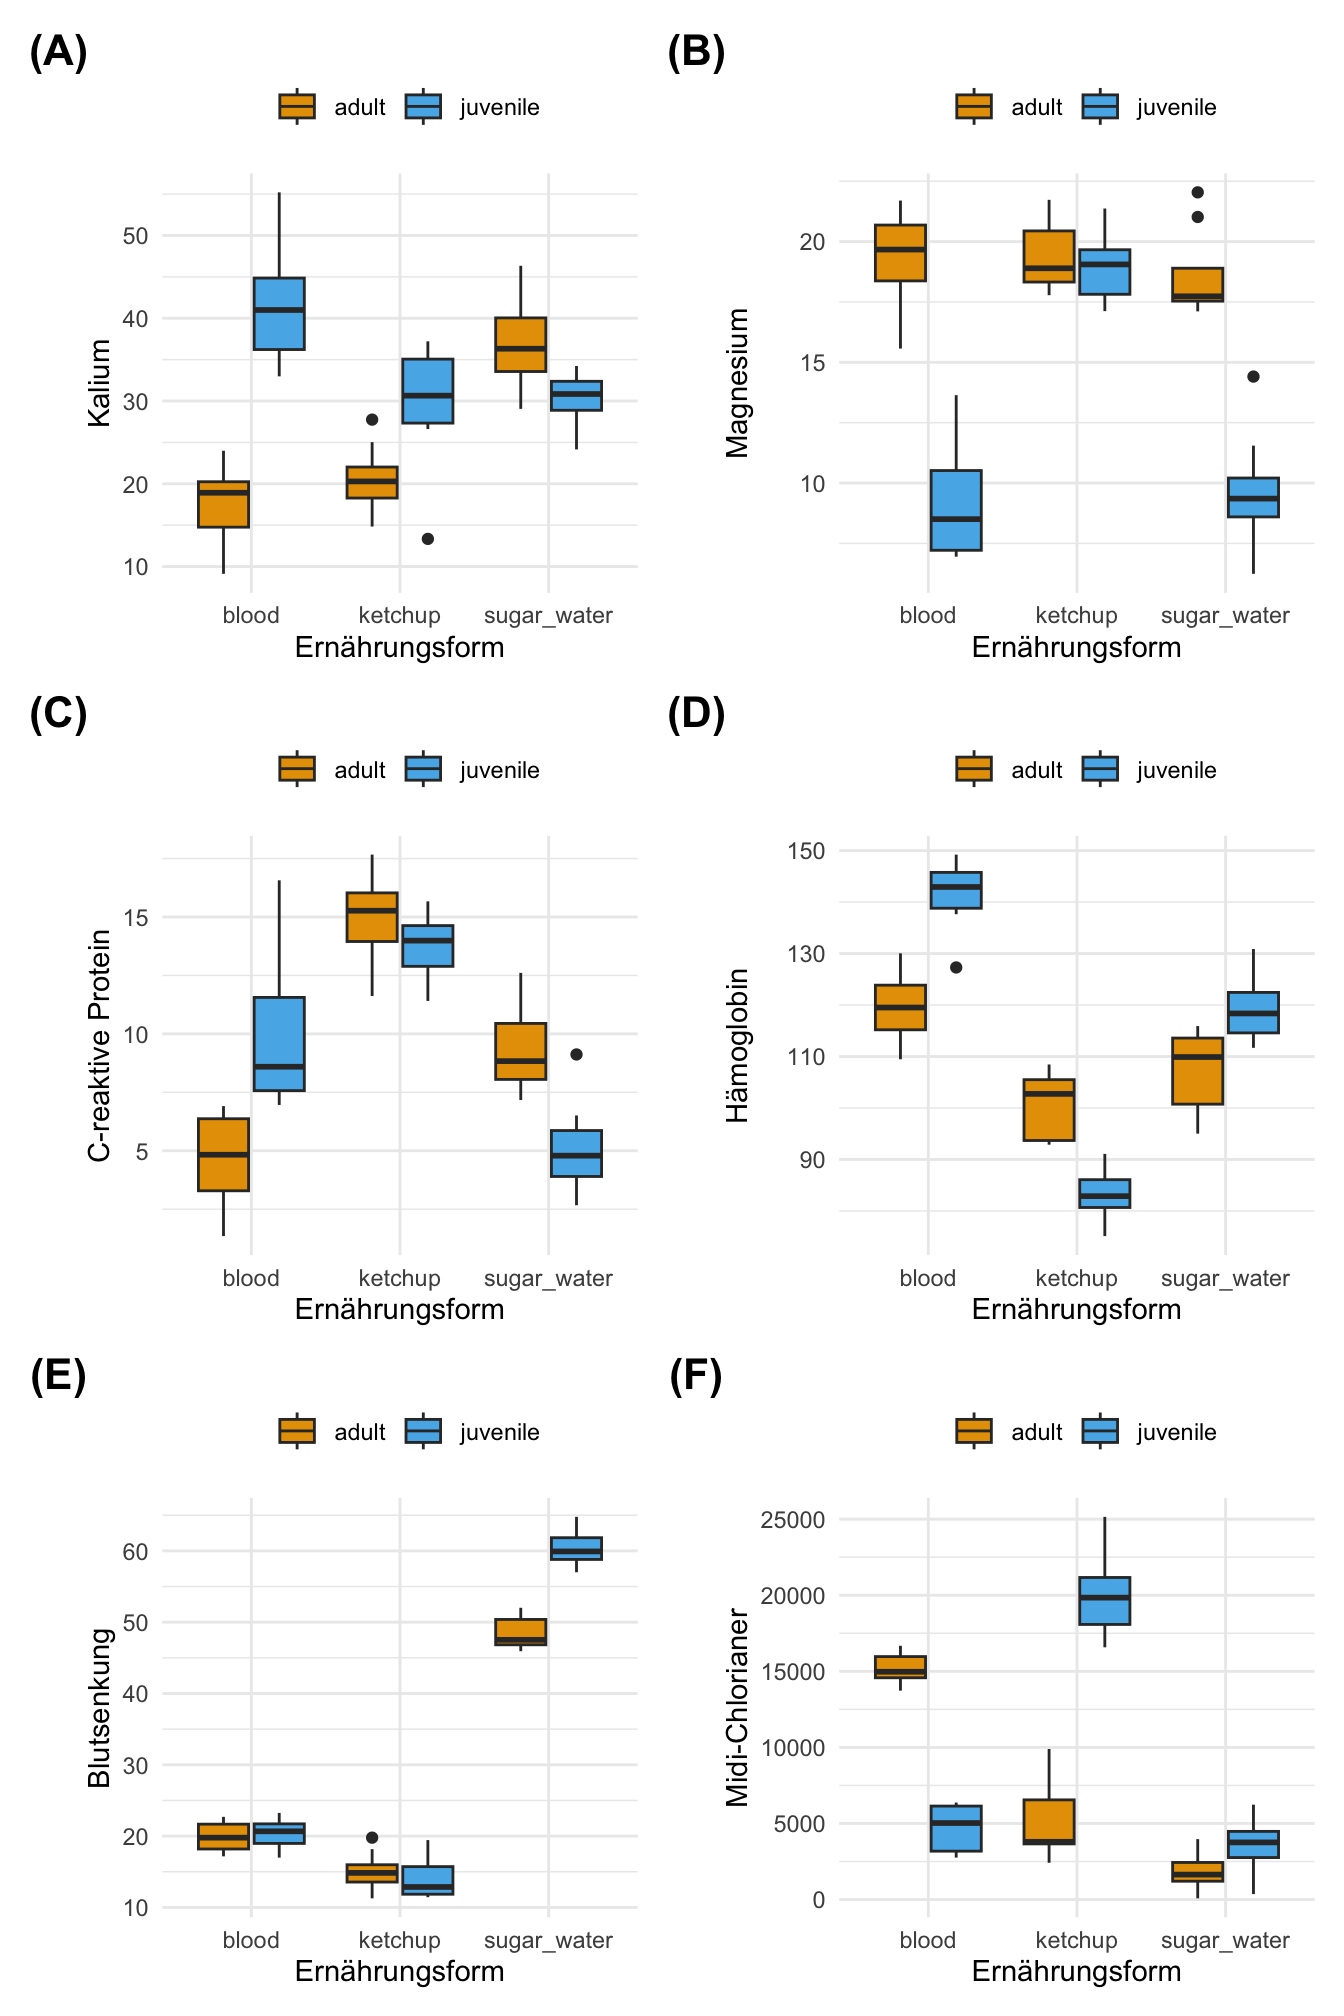 (A)
adult juvenile
Kalium
50
40
30
20
10
blood ketchup sugar_water
Ernährungsform
(B)
adult juvenile
Magnesium
20
15
10
blood ketchup sugar_water
Ernährungsform
(C)
adult juvenile
C-reaktive Protein
15
10
5
blood ketchup sugar_water
Ernährungsform
(D)
adult juvenile
Hämoglobin
150
130
110
90
blood ketchup sugar_water
Ernährungsform
(E)
adult juvenile
Blutsenkung
60
50
40
30
20
10
blood ketchup sugar_water
Ernährungsform
(F)
adult juvenile
Midi-Chlorianer
25000
20000
15000
10000
5000
0
blood ketchup sugar_water
Ernährungsform